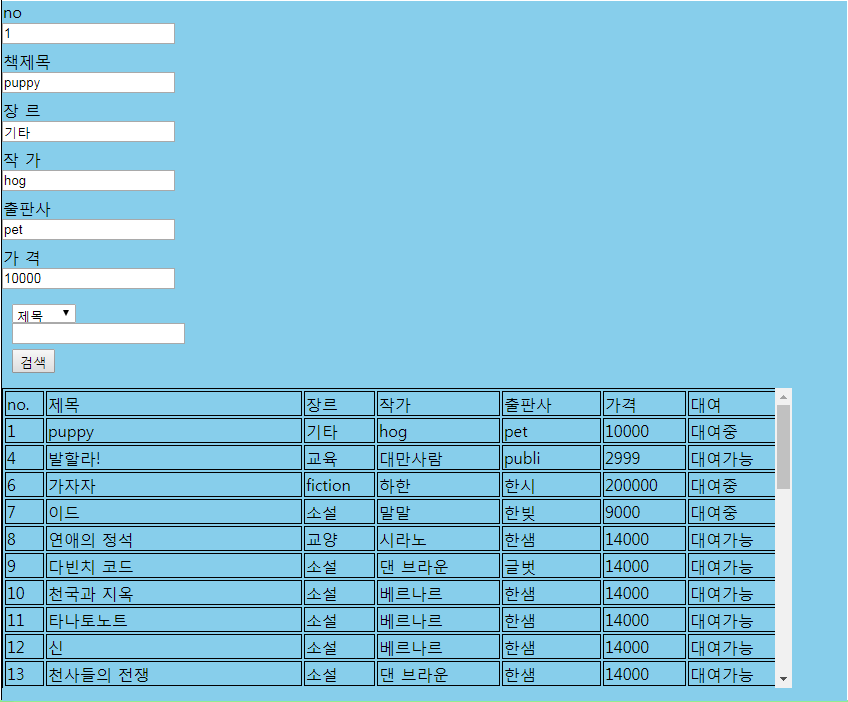 no
1
책제목
puppy
장 르
기타
작 가
hog
출판사
pet
가 격
10000
제목
검색
no. 제목 장르 작가 출판사 가격 대여
1 puppy 기타 hog pet 10000 대여중
4 발할라! 교육 대만사람 publi 2999 대여가능
6 가자자 fiction 하한 한시 200000 대여중
7 이드 소설 말말 한빛 9000 대여중
8 연애의 정석 교양 시라노 한샘 14000 대여가능
9 다빈치 코드 소설 댄 브라운 글벗 14000 대여가능
10 천국과 지옥 소설 베르나르 한샘 14000 대여가능
11 타나토노트 소설 베르나르 한샘 14000 대여가능
12 신 소설 베르나르 한샘 14000 대여가능
13 천사들의 전쟁 소설 댄 브라운 한샘 14000 대여가능